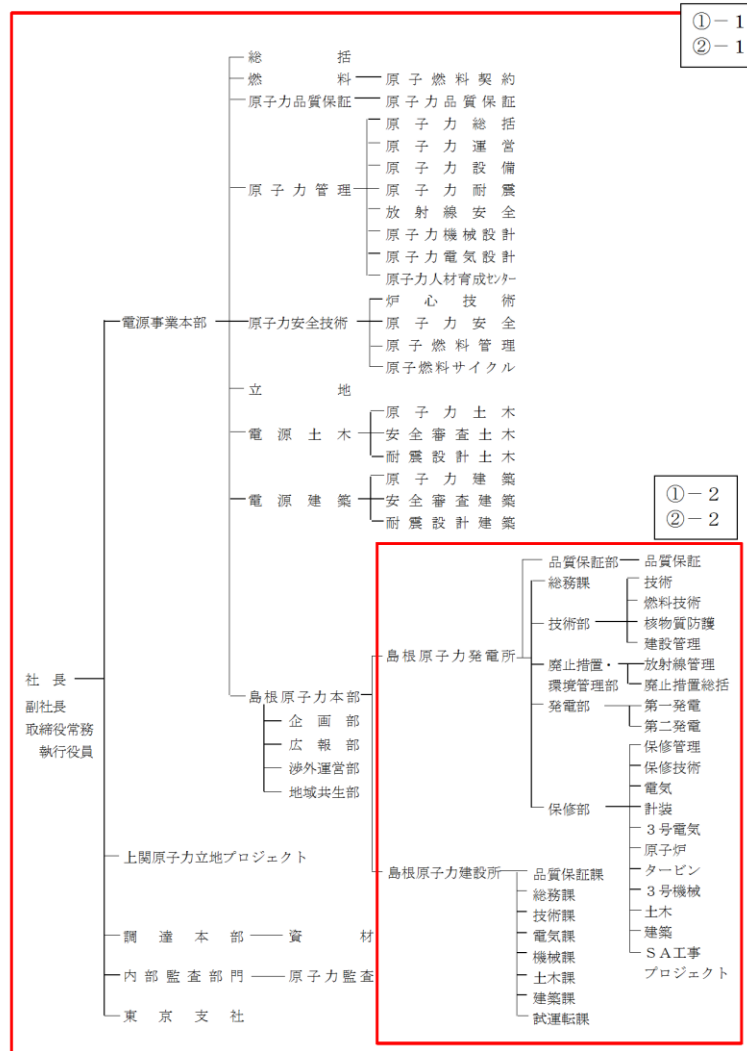 ①－1
②－1
総括
燃料 原子燃料契約
原子力品質保証 原子力品質保証
原子力総括
原子力運営
原子力設備
原子力管理 原子力耐震
放射線安全
原子力機械設計
原子力電気設計
原子力人材育成センター
炉心技術
電源事業本部 原子力安全技術 原子力安全
原子燃料管理
原子燃料サイクル
立地
原子力土木
電源土木 安全審査土木
耐震設計土木
原子力建築
電源建築 安全審査建築
耐震設計建築
①－2
②－2
品質保証部 品質保証
総務課 技術
燃料技術
技術部 核物質防護
建設管理
島根原子力発電所
廃止措置・ 放射線管理
環境管理部 廃止措置総括
発電部 第一発電
第二発電
社長
副社長
取締役常務
執行役員
島根原子力本部
企画部
広報部
渉外運営部
地域共生部
保修管理
保修技術
電気
保修部 計装
３号電気
原子炉
タービン
３号機械
土木
建築
ＳＡ工事
プロジェクト
上関原子力立地プロジェクト
島根原子力建設所 品質保証課
総務課
技術課
電気課
機械課
土木課
建築課
試運転課
調達本部 資材
内部監査部門 原子力監査
東京支社